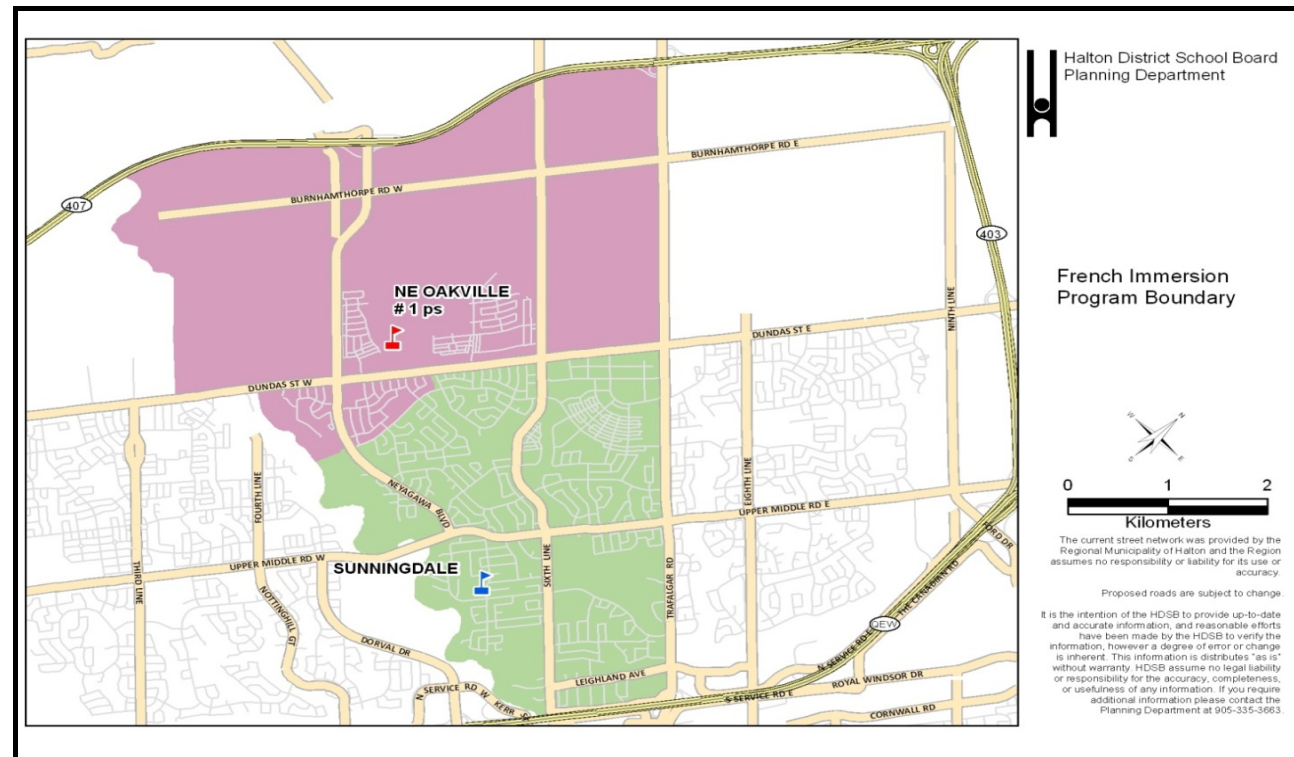 Halton District School Board
Planning Department
French Immersion
Program Boundary
W
N
S
E
0 1 2
Kilometers
The current street network was provided by the
Regional Municipality of Halton and the Region
assumes no responsibility or liability for its use or
accuracy.
Proposed roads are subject to change.
It is the intention of the HDSB to provide up-to-date
and accurate information, and reasonable efforts
have been made by the HDSB to verify the
information, however a degree of error or change
is inherent. This information is distributes "as is"
without warranty. HDSB assume no legal liability
or responsibility for the accuracy, completeness,
or usefulness of any information. If you require
additional information please contact the
Planning Department at 905-335-3663.
BURNHAMTHORPE RD E
BURNHAMTHORPE RD W
407
403
NE OAKVILLE
# 1 ps
NINTH LINE
DUNDAS ST E
DUNDAS ST W
FOURTH LINE
NEYAGAWA BLVD
EIGHTH LINE
UPPER MIDDLE RD E
FORD DR
UPPER MIDDLE RD W
SUNNINGDALE
THIRD LINE
SIXTH LINE
TRAFALGAR RD
NOTTINGHILL GT
DORVAL DR
QEW
N SERVICE RD E
THE CANADIAN RD
LEIGHLAND AVE
N SERVICE RD W
KERR ST
S SERVICE RD E
ROYAL WINDSOR DR
CORNWALL RD